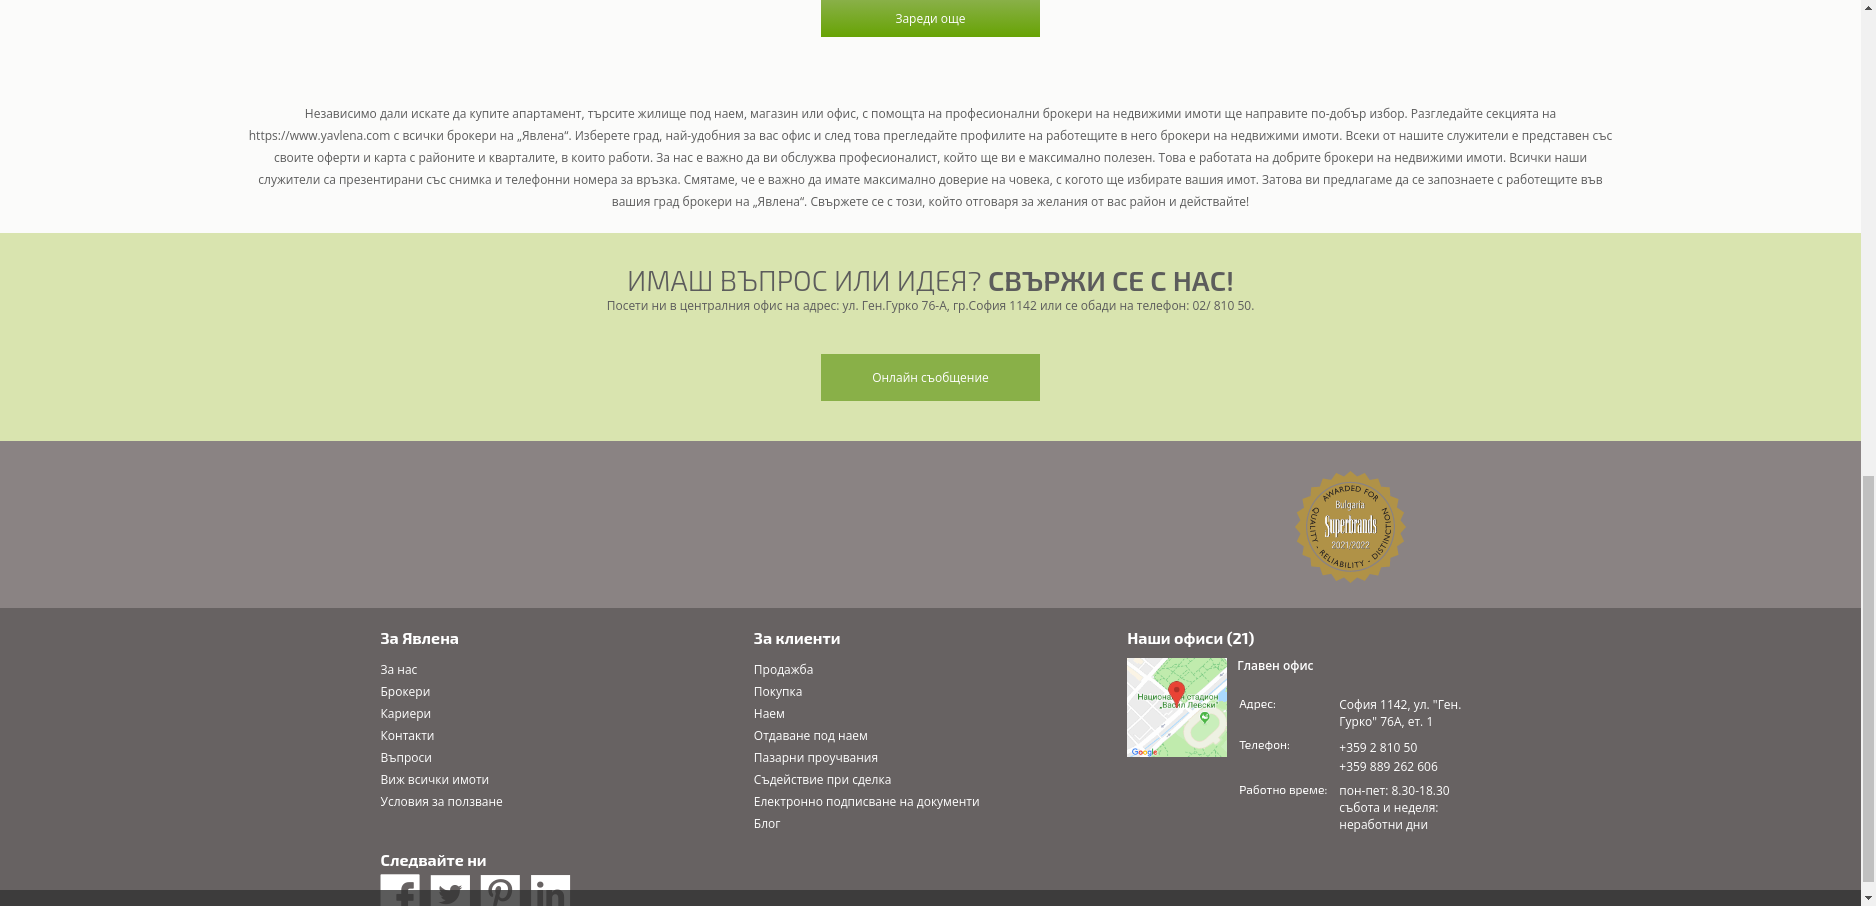 Зареди още
Независимо дали искате да купите апартамент, търсите жилище под наем, магазин или офис, с помощта на професионални брокери на недвижими имоти ще направите по-добър избор. Разгледайте секцията на
https://www.yavlena.com с всички брокери на „Явлена“. Изберете град, най-удобния за вас офис и след това прегледайте профилите на работещите в него брокери на недвижими имоти. Всеки от нашите служители е представен със
своите оферти и карта с районите и кварталите, в които работи. За нас е важно да ви обслужва професионалист, който ще ви е максимално полезен. Това е работата на добрите брокери на недвижими имоти. Всички наши
служители са презентирани със снимка и телефонни номера за връзка. Смятаме, че е важно да имате максимално доверие на човека, с когото ще избирате вашия имот. Затова ви предлагаме да се запознаете с работещите във
вашия град брокери на „Явлена“. Свържете се с този, който отговаря за желания от вас район и действайте!
ИМАШ ВЪПРОС ИЛИ ИДЕЯ? СВЪРЖИ СЕ С НАС!
Посети ни в централния офис на адрес: ул. Ген.Гурко 76-А, гр.София 1142 или се обади на телефон: 02/ 810 50.
Онлайн съобщение
AWARDED FOR
Bulgaria
Superbrands
2021/2022
QUALITY - RELIABILITY - DISTINCTION
За Явлена
За нас
Брокери
Кариери
Контакти
Въпроси
Виж всички имоти
Условия за ползване
За клиенти
Продажба
Покупка
Наем
Отдаване под наем
Пазарни проучвания
Съдействие при сделка
Електронно подписване на документи
Блог
Наши офиси (21)
Национален стадион
„Васил Левски“
Google
Главен офис
Адрес: София 1142, ул. "Ген.
Гурко" 76А, ет. 1
Телефон: +359 2 810 50
+359 889 262 606
Работно време: пон-пет: 8.30-18.30
събота и неделя:
неработни дни
Следвайте ни